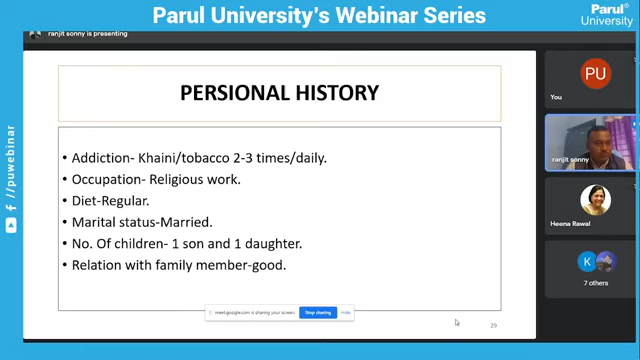 Parul University's Webinar Series
Parul®
University
ranjit sonny is presenting
PERSIONAL HISTORY
• Addiction- Khaini/tobacco 2-3 times/daily.
• Occupation- Religious work.
• Diet-Regular.
• Marital status-Married.
• No. Of children- 1 son and 1 daughter.
• Relation with family member-good.
meet.google.com is sharing your screen.
Stop sharing
Hide
29
PU
You
ranjit sonny
Heena Rawal
K
7 others
//puwebinar